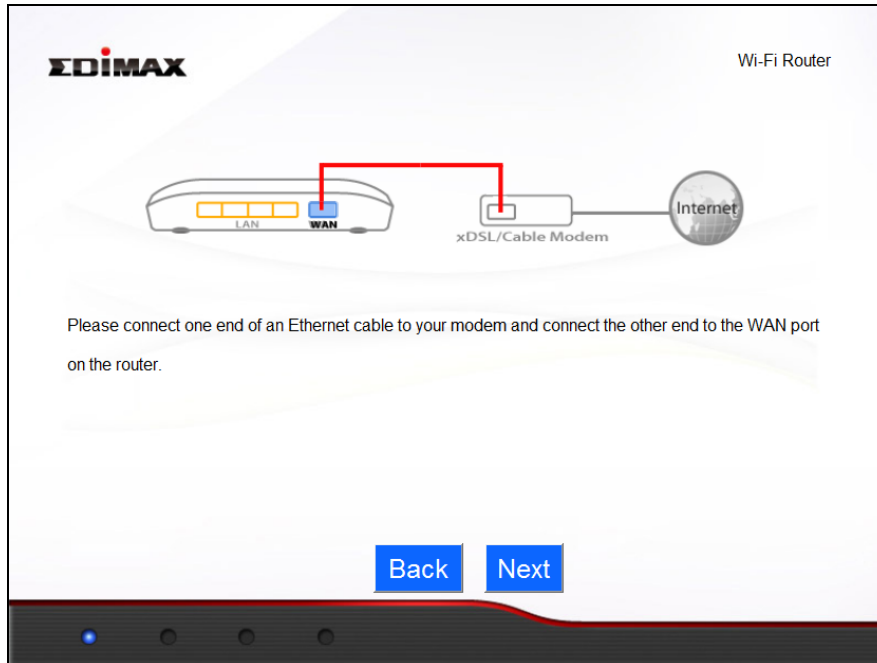 EDIMAX
Wi-Fi Router
LAN
WAN
xDSL/Cable Modem
Internet
Please connect one end of an Ethernet cable to your modem and connect the other end to the WAN port
on the router.
Back
Next